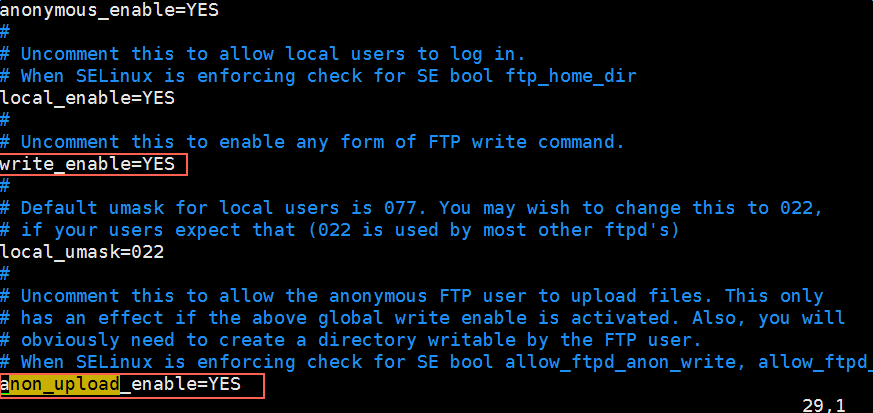 anonymous_enable=YES
#
# Uncomment this to allow local users to log in.
# When SELinux is enforcing check for SE bool ftp_home_dir
local_enable=YES
#
# Uncomment this to enable any form of FTP write command.
write_enable=YES
#
# Default umask for local users is 077. You may wish to change this to 022,
# if your users expect that (022 is used by most other ftpd's)
local_umask=022
#
# Uncomment this to allow the anonymous FTP user to upload files. This only
# has an effect if the above global write enable is activated. Also, you will
# obviously need to create a directory writable by the FTP user.
# When SELinux is enforcing check for SE bool allow_ftpd_anon_write, allow_ftpd_
anon_upload_enable=YES
29,1